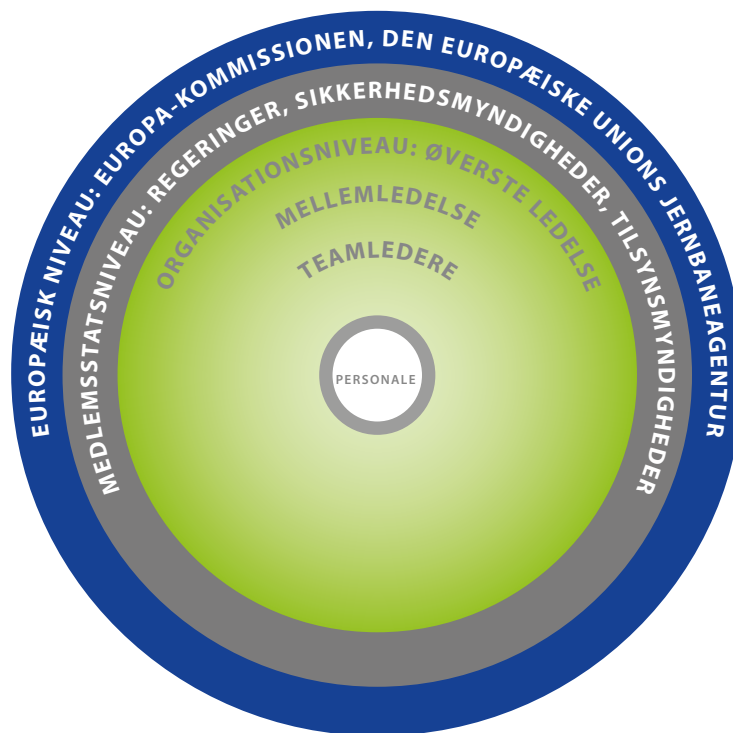 EUROPÆISK NIVEAU: EUROPA-KOMMISSIONEN, DEN EUROPÆISKE UNIONS JERNBANEAGENTUR
MEDLEMSSTATSNIVEAU: REGERINGER, SIKKERHEDSMYNDIGHEDER, TILSYNSMYNDIGHEDER
ORGANISATIONSNIVEAU: ØVERSTE LEDELSE
MELLEMLEDELSE
TEAMLEDERE
PERSONALE